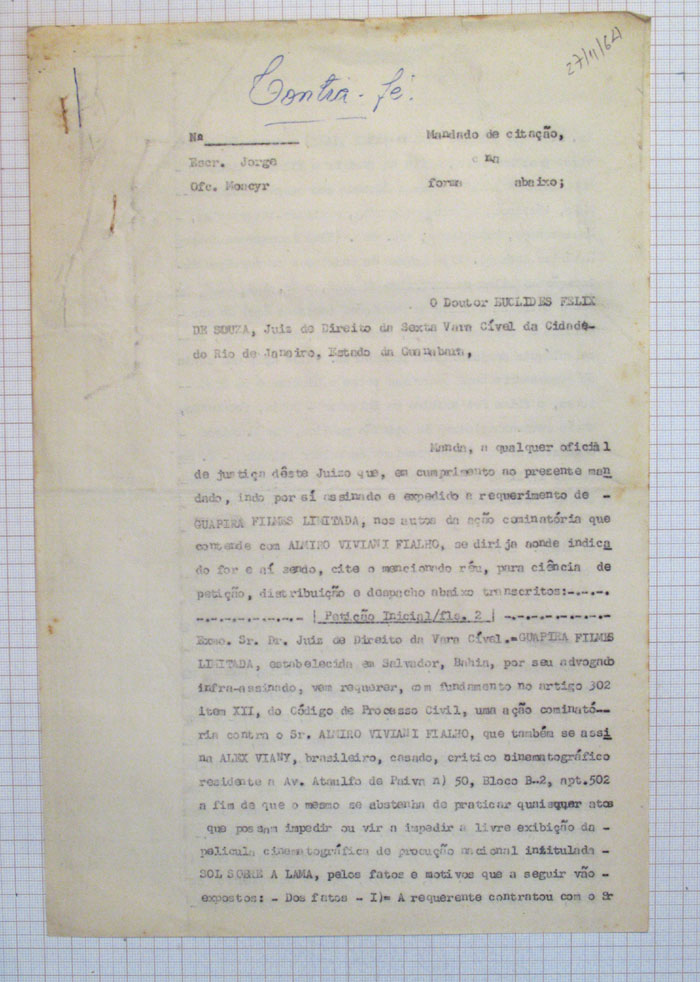 27/11/64
Contra-fé.
Na
Mandado de citação,
Escr. Jorge
na
Ofc. Moacyr
forma abaixo;
O Doutor EUCLIDES FELIX
DE SOUZA, Juiz de Direito da Sexta Vara Cível da Cidade-
do Rio de Janeiro, Estado da Guanabara,
Manda, a qualquer oficial
de justiça dêste Juizo que, em cumprimento ao presente man
dado, indo por sí assinado e expedido a requerimento de -
GUAPIRA FILMES LIMITADA, nos autos da ação cominatória que
contende com ALMIRO VIVIANI FIALHO, se dirija aonde indica
do for e aí sendo, cite o mencionado réu, para ciência de
petição, distribuição e despacho abaixo transcritos:-.-.-.-.
-.-.-.-.-.-.-.- | Petição Inicial/fls. 2 | -.-.-.-.-.-.-.-
Exmo. Sr. Dr. Juiz de Direito da Vara Cível.-GUAPIRA FILMES
LIMITADA, estabelecida em Salvador, Bahia, por seu advogado
infra-assinado, vem requerer, com fundamento no artigo 302
item XII, do Código de Processo Civil, uma ação cominató--
ria contra o Sr. ALMIRO VIVIANI FIALHO, que também se assi
na ALEX VIANY, brasileiro, casado, critico cinematográfico
residente a Av. Ataulfo de Paiva n) 50, Bloco B-2, apt.502
a fim de que o mesmo se abstenha de praticar quaisquer atos
que possam impedir ou vir a impedir a livre exibição da -
pelicula cinematográfica de procução nacional intitulada -
SOL SOBRE A LAMA, pelos fatos e motivos que a seguir vão -
expostos: - Dos fatos - I)= A requerente contratou com o Sr